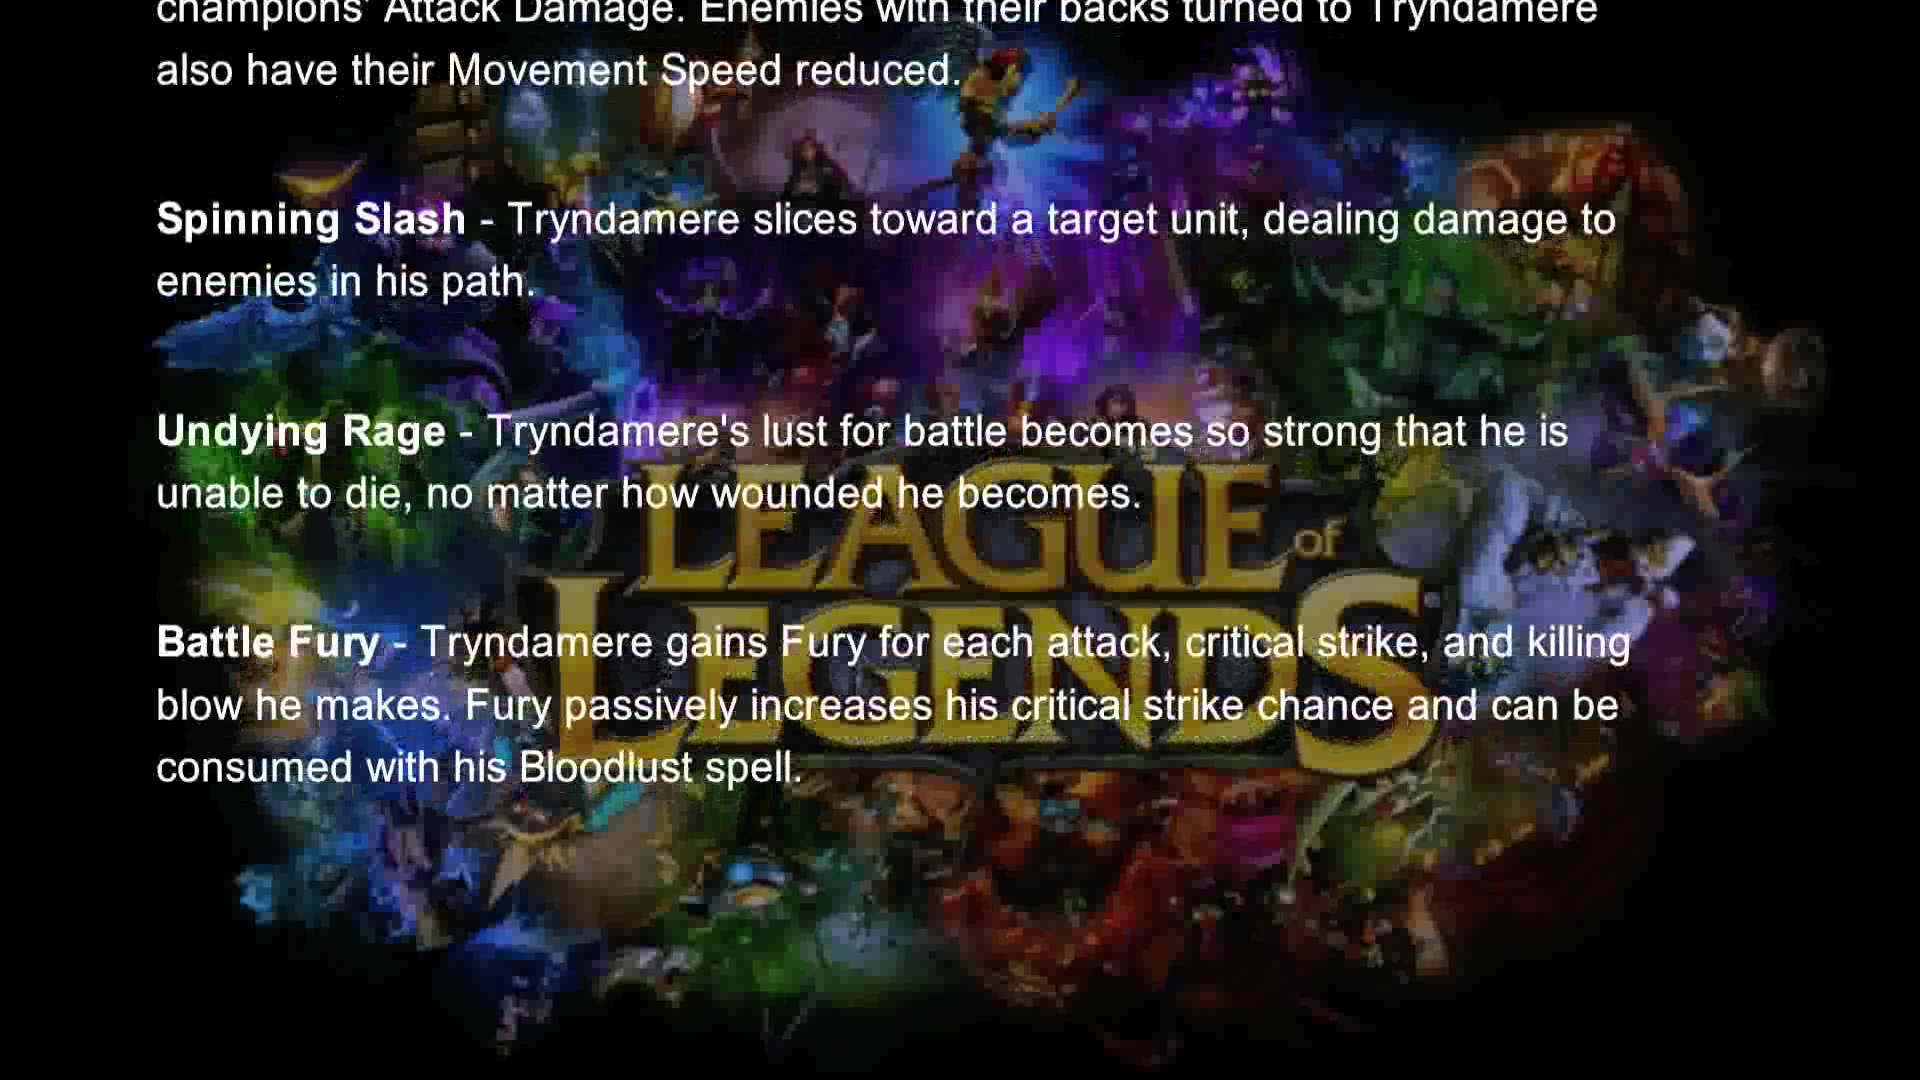 champions' Attack Damage. Enemies with their backs turned to Tryndamere
also have their Movement Speed reduced.
Spinning Slash - Tryndamere slices toward a target unit, dealing damage to
enemies in his path.
Undying Rage - Tryndamere's lust for battle becomes so strong that he is
unable to die, no matter how wounded he becomes.
LEAGUE of
LEGENDS
Battle Fury - Tryndamere gains Fury for each attack, critical strike, and killing
blow he makes. Fury passively increases his critical strike chance and can be
consumed with his Bloodlust spell.